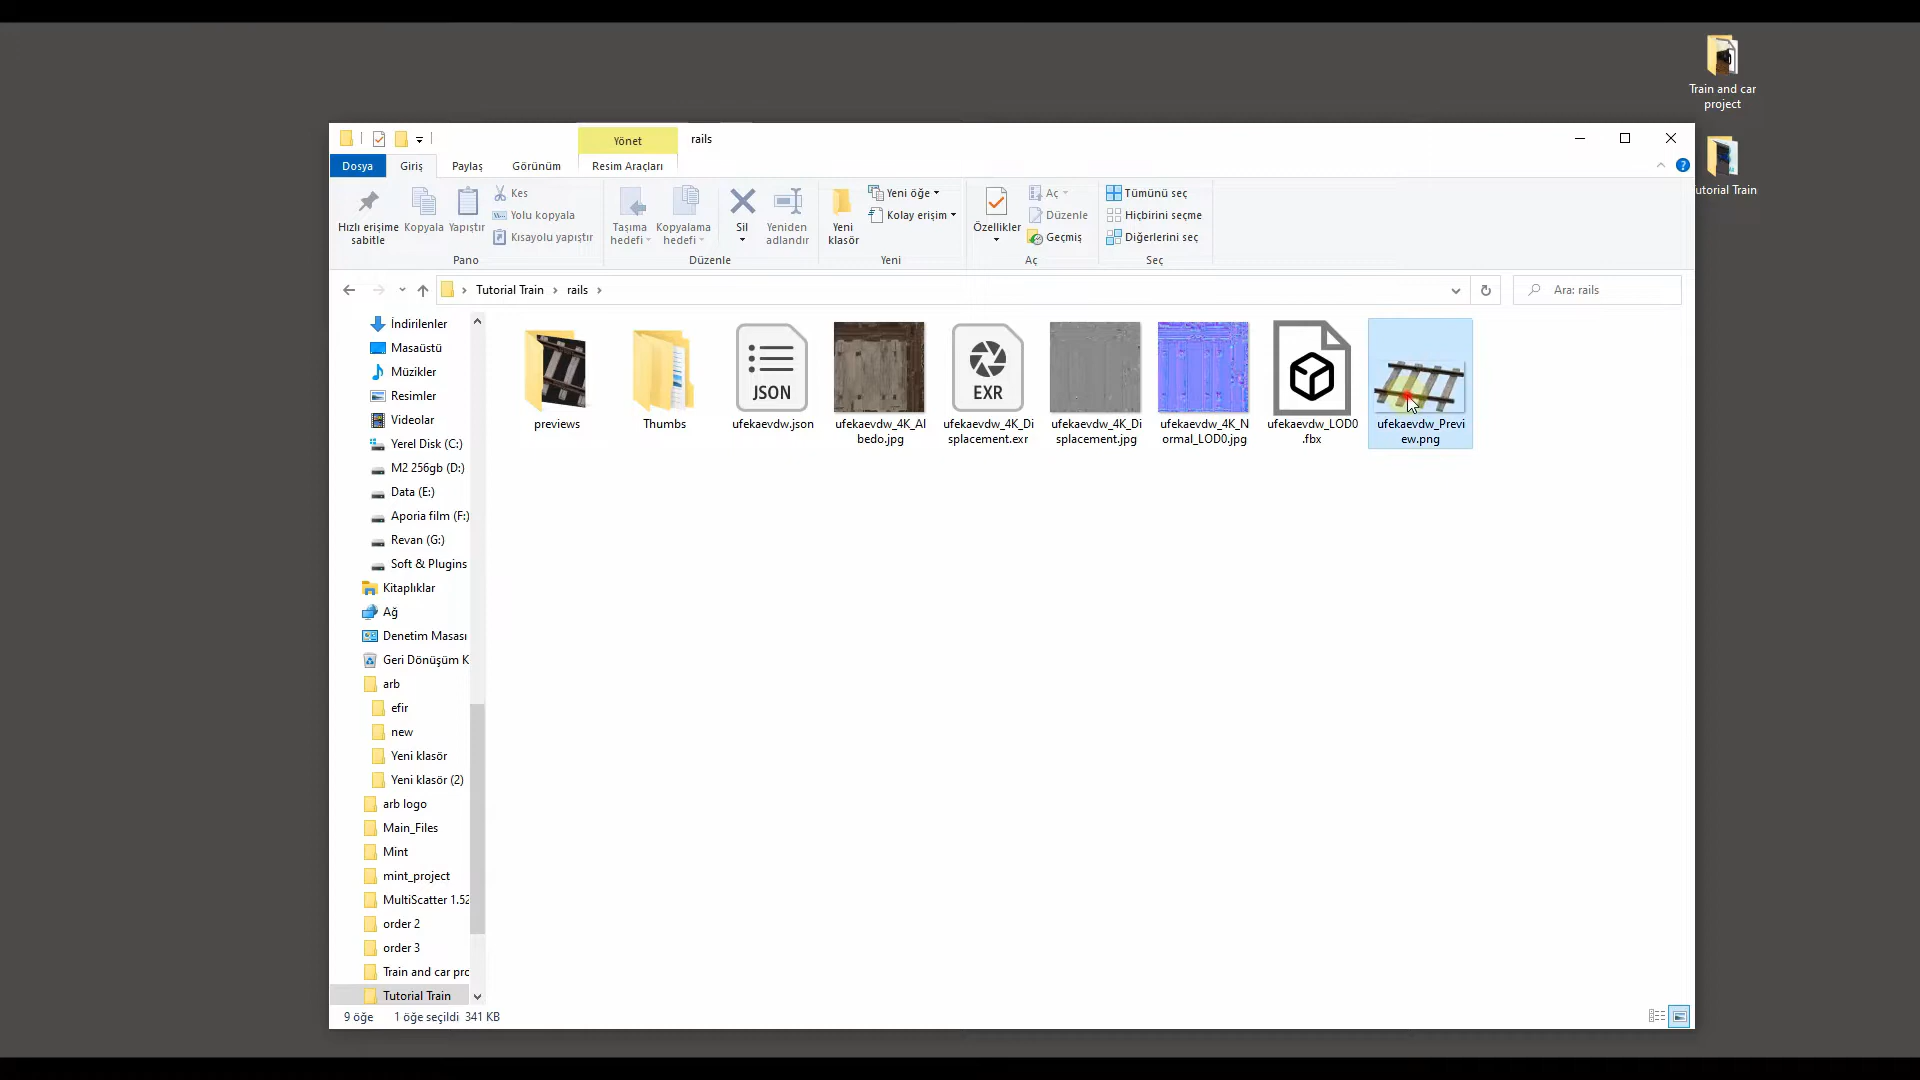 Train and car
project
utorial Train
Yönet
rails
Dosya
Giriş
Paylaş
Görünüm
Resim Araçları
Hızlı erişime
sabitle
Kopyala
Yapıştır
Kes
Yolu kopyala
Kısayolu yapıştır
Pano
Taşıma
hedefi
Kopyalama
hedefi
Sil
Yeniden
adlandır
Düzenle
Yeni
klasör
Yeni öğe
Kolay erişim
Yeni
Özellikler
Aç
Düzenle
Geçmiş
Aç
Tümünü seç
Hiçbirini seçme
Diğerlerini seç
Seç
Tutorial Train
rails
Ara: rails
İndirilenler
Masaüstü
Müzikler
Resimler
Videolar
Yerel Disk (C:)
M2 256gb (D:)
Data (E:)
Aporia film (F:)
Revan (G:)
Soft & Plugins
Kitaplıklar
Ağ
Denetim Masası
Geri Dönüşüm K
arb
efir
new
Yeni klasör
Yeni klasör (2)
arb logo
Main_Files
Mint
mint_project
MultiScatter 1.52
order 2
order 3
Train and car pro
Tutorial Train
previews
Thumbs
JSON
ufekaevdw.json
ufekaevdw_4K_Al
bedo.jpg
EXR
ufekaevdw_4K_Di
splacement.exr
ufekaevdw_4K_Di
splacement.jpg
ufekaevdw_4K_N
ormal_LOD0.jpg
ufekaevdw_LOD0
.fbx
ufekaevdw_Previ
ew.png
9 öğe
1 öğe seçildi 341 KB